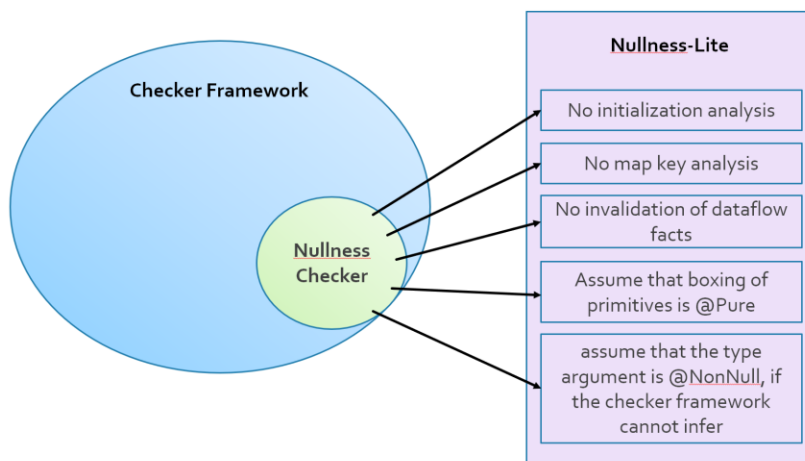 Checker Framework
Nullness
Checker
Nullness-Lite
No initialization analysis
No map key analysis
No invalidation of dataflow
facts
Assume that boxing of
primitives is @Pure
assume that the type
argument is @NonNull, if
the checker framework
cannot infer